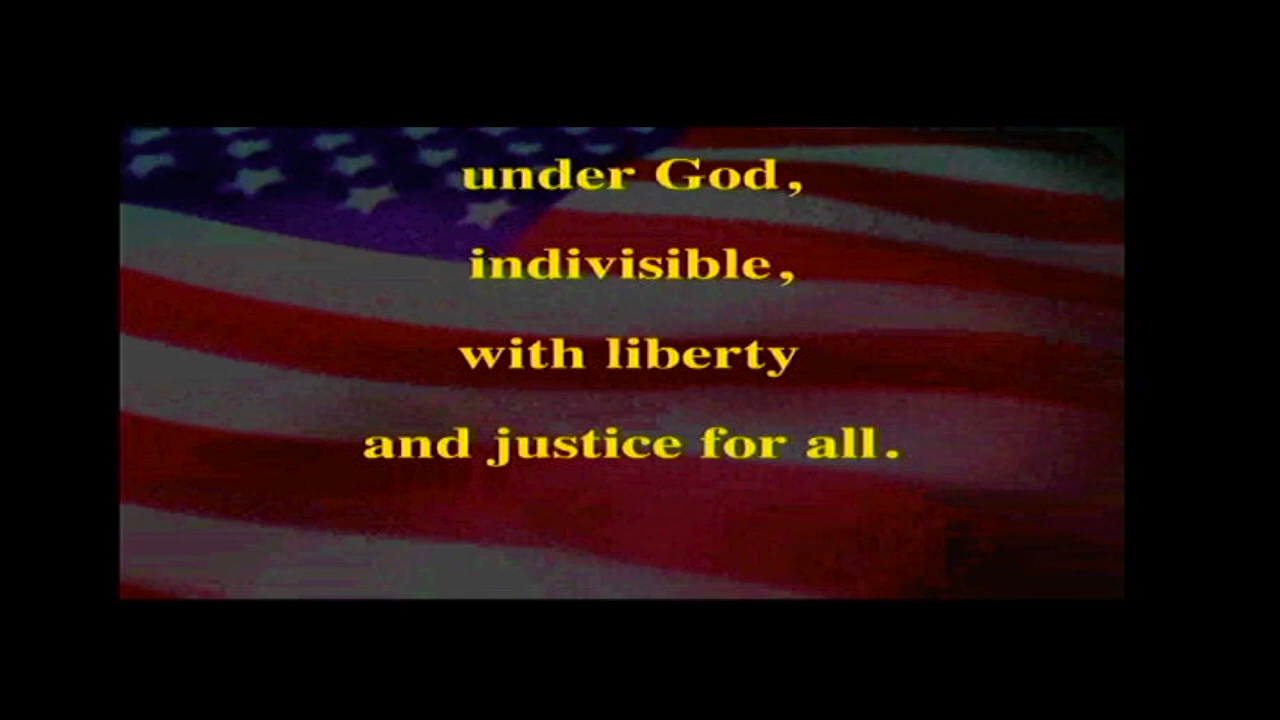 under God,
indivisible,
with liberty
and justice for all.